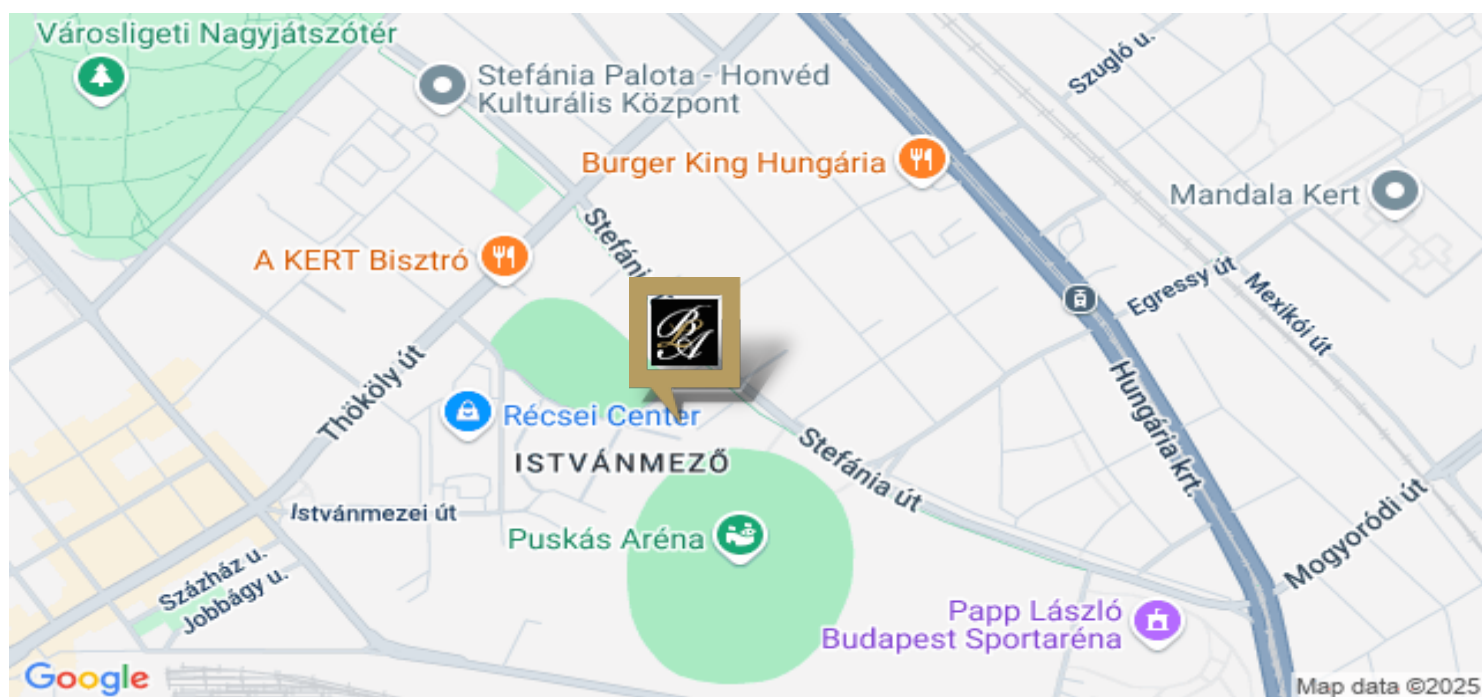 Városligeti Nagyjátszótér
Stefánia Palota - Honvéd
Kulturális Központ
Szugló u.
Burger King Hungária
Mandala Kert
Stefánia
A KERT Bisztró
Egressy út
Mexikói út
BLA
Thököly út
Récsei Center
Hungária krt.
ISTVÁNMEZŐ
Stefánia út
Istvánmezei út
Puskás Aréna
Mogyoródi út
Százház u.
Jobbágy u.
Papp László
Budapest Sportaréna
Google
Map data ©2025